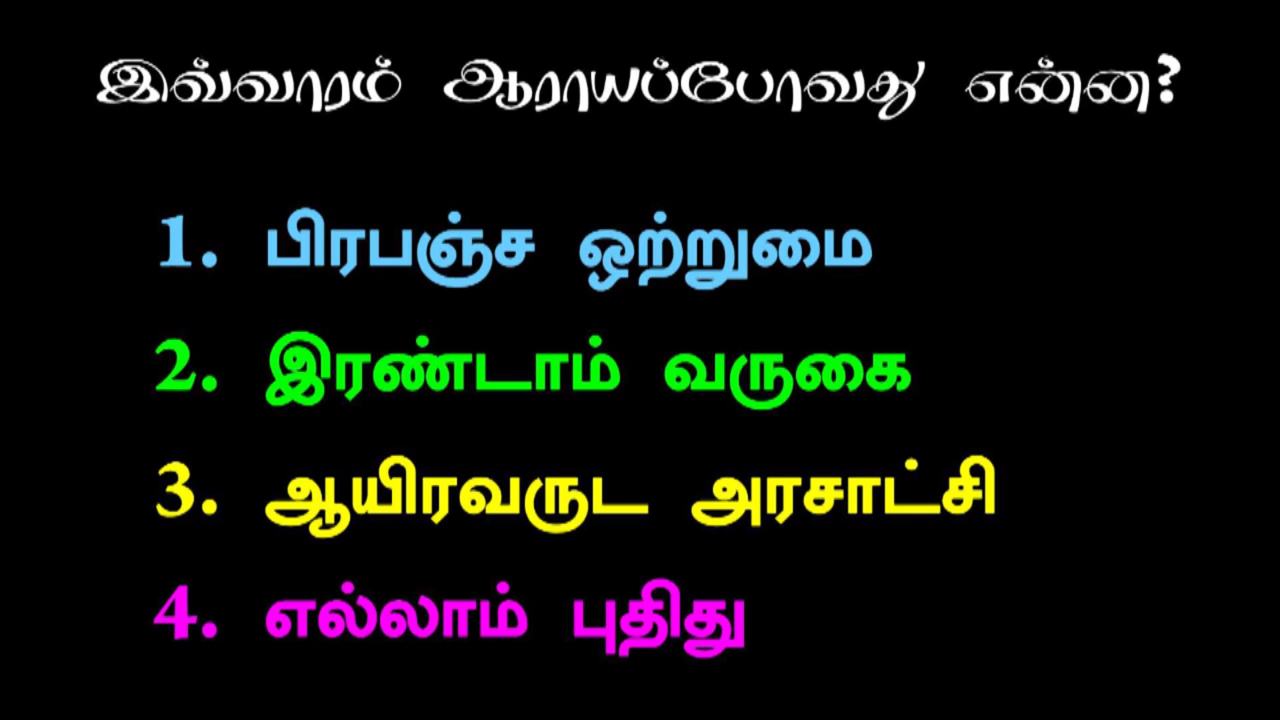 இவ்வாரம் ஆராயப்போவது என்ன?
1. பிரபஞ்ச ஒற்றுமை
2. இரண்டாம் வருகை
3. ஆயிரவருட அரசாட்சி
4. எல்லாம் புதிது